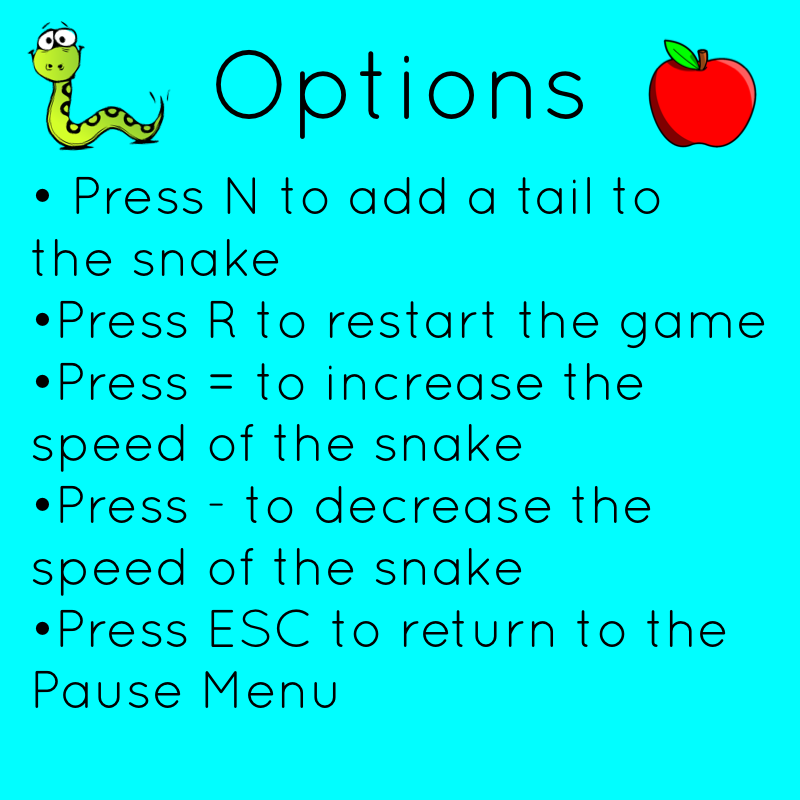 Options
• Press N to add a tail to
the snake
•Press R to restart the game
•Press = to increase the
speed of the snake
•Press - to decrease the
speed of the snake
•Press ESC to return to the
Pause Menu